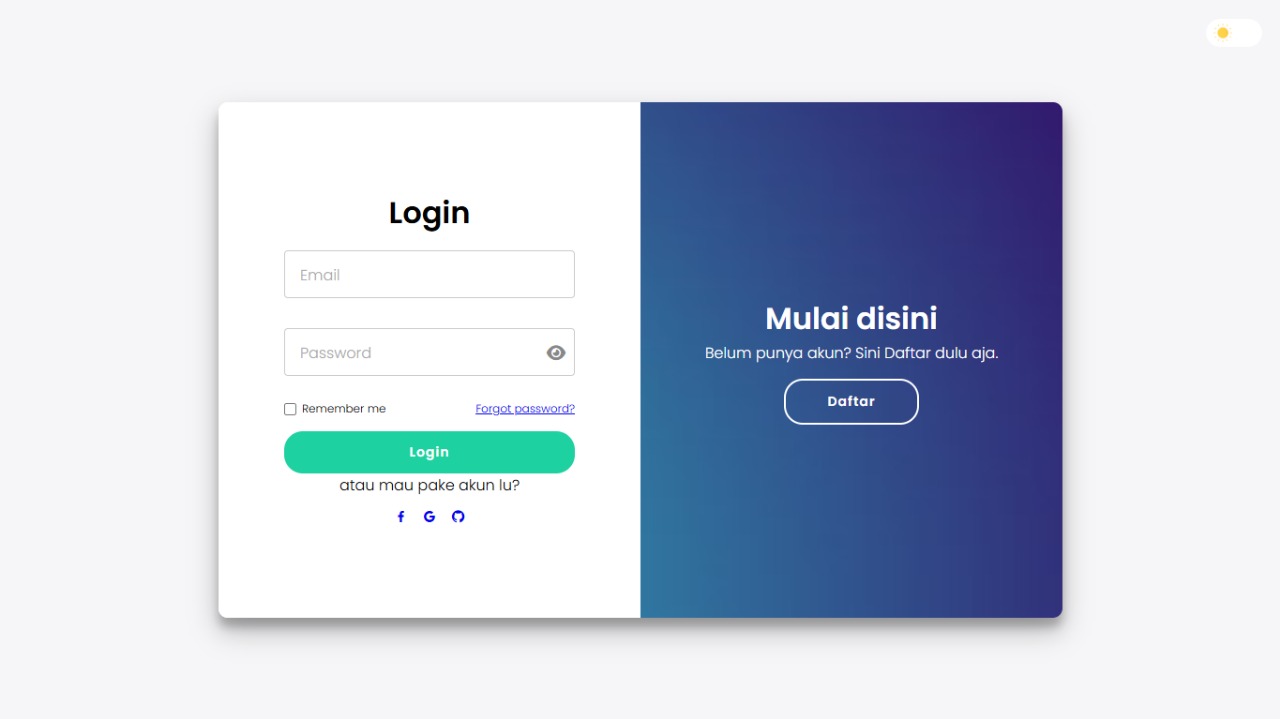 Login
Email
Password
Remember me Forgot password?
Login
atau mau pake akun lu?
Mulai disini
Belum punya akun? Sini Daftar dulu aja.
Daftar